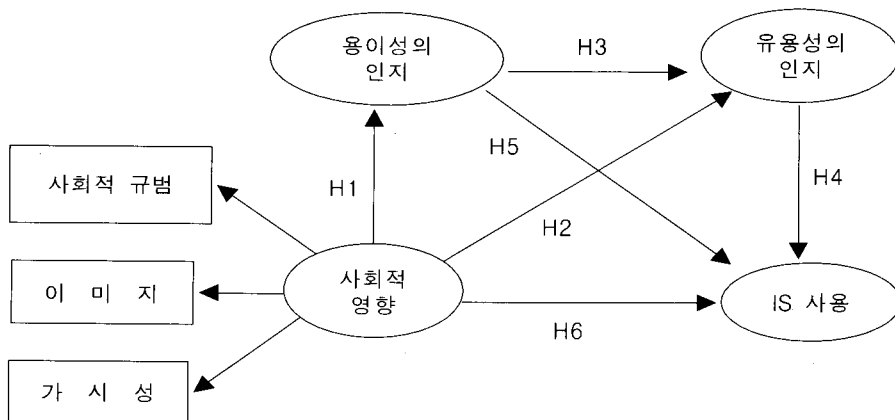 용이성의
인지
H3
유용성의
인지
H1
H5
H2
H4
사회적 규범
이 미 지
가 시 성
사회적
영향
H6
IS 사용